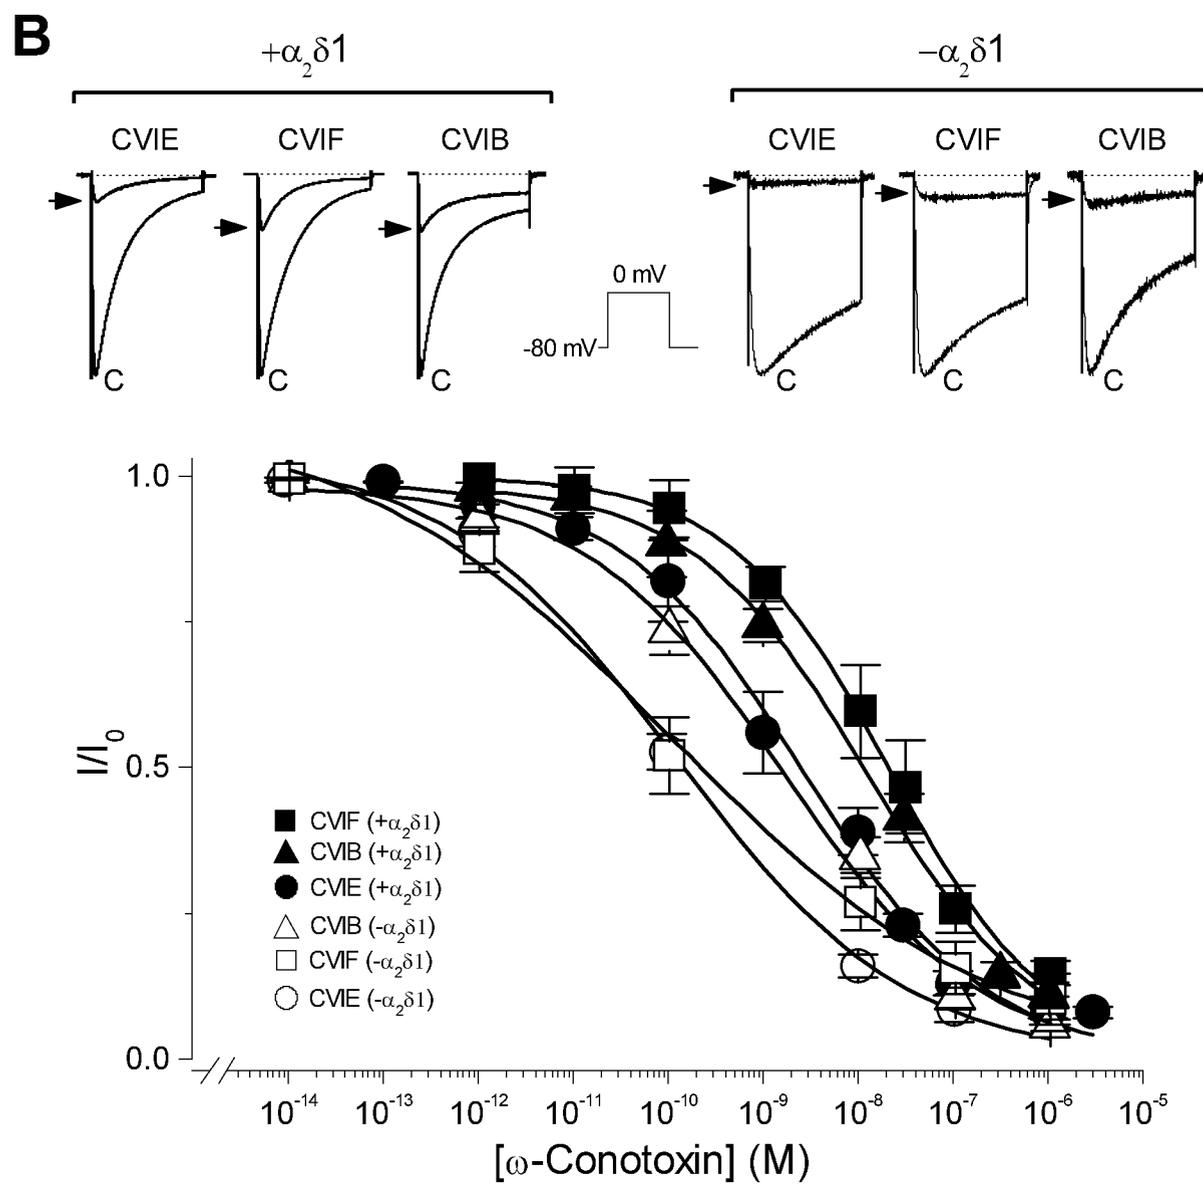 B
+α₂δ1
−α₂δ1
CVIE CVIF CVIB
CVIE CVIF CVIB
0 mV
-80 mV
C C C
C C C
1.0
0.5
0.0
I/I₀
CVIF (+α₂δ1)
CVIB (+α₂δ1)
CVIE (+α₂δ1)
CVIB (-α₂δ1)
CVIF (-α₂δ1)
CVIE (-α₂δ1)
10⁻¹⁴ 10⁻¹³ 10⁻¹² 10⁻¹¹ 10⁻¹⁰ 10⁻⁹ 10⁻⁸ 10⁻⁷ 10⁻⁶ 10⁻⁵
[ω-Conotoxin] (M)